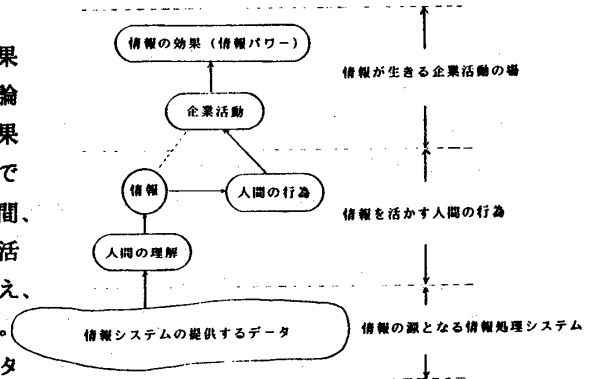 果
論
果
で
間、
活
え、
。
タ
情報の効果（情報パワー）
情報が生きる企業活動の場
企業活動
情報
人間の行為
情報を活かす人間の行為
人間の理解
情報システムの提供するデータ
情報の源となる情報処理システム